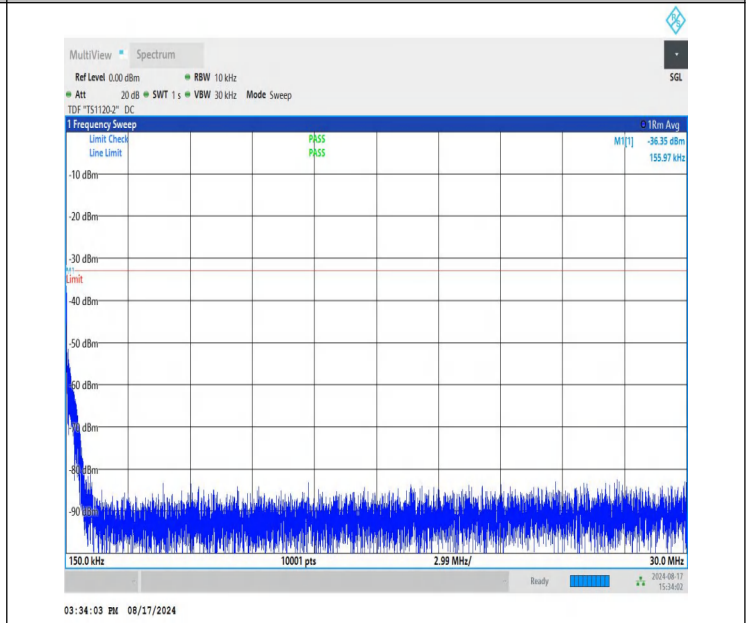 MultiView Spectrum
Ref Level 0.00 dBm RBW 10 kHz SGL
Att 20 dB SWT 1 s VBW 30 kHz Mode Sweep
TDF "TS1120-2" DC
1 Frequency Sweep 1Rm Avg
Limit Check PASS M1[1] -36.35 dBm
Line Limit PASS 155.97 kHz
-10 dBm
-20 dBm
-30 dBm
M1
Limit
-40 dBm
-50 dBm
-60 dBm
-70 dBm
-80 dBm
-90 dBm
150.0 kHz 10001 pts 2.99 MHz/ 30.0 MHz
Ready 2024-08-17
15:34:02
03:34:03 PM 08/17/2024